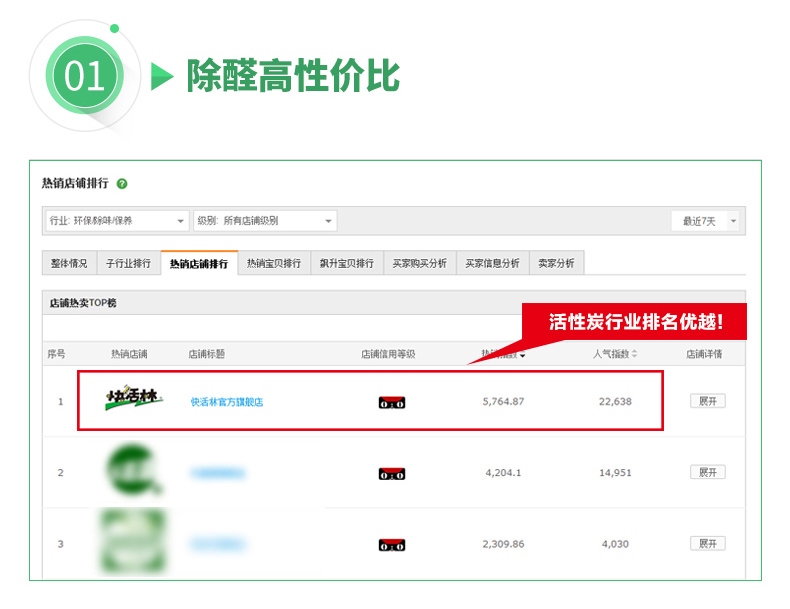 01
除醛高性价比
热销店铺排行 ?
行业: 环保/除味/保养 级别: 所有店铺级别 最近7天
整体情况 子行业排行 热销店铺排行 热销宝贝排行 飙升宝贝排行 买家购买分析 买家信息分析 卖家分析
店铺热卖TOP榜
活性炭行业排名优越!
序号 热销店铺 店铺标题 店铺信用等级 人气指数 店铺详情
1 快活林 快活林官方旗舰店 5,764.87 22,638 展开
2 4,204.1 14,951 展开
3 2,309.86 4,030 展开